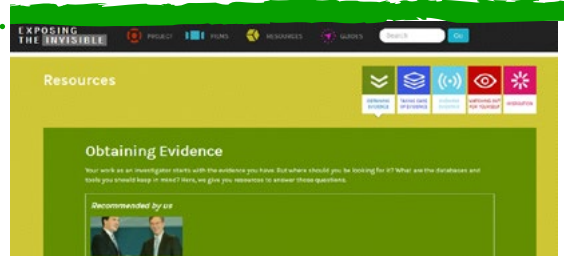 EXPOSING
THE INVISIBLE
PROJECT
FILMS
RESOURCES
GUIDES
Search
Go
Resources
OBTAINING
EVIDENCE
TAKING CARE
OF EVIDENCE
EVIDENCE
WATCHING OUT
FOR YOURSELF
Obtaining Evidence
Your work as an investigator starts with the evidence you have. But where should you be looking for it? What are the databases and
tools you should keep in mind? Here, we give you resources to answer those questions.
Recommended by us